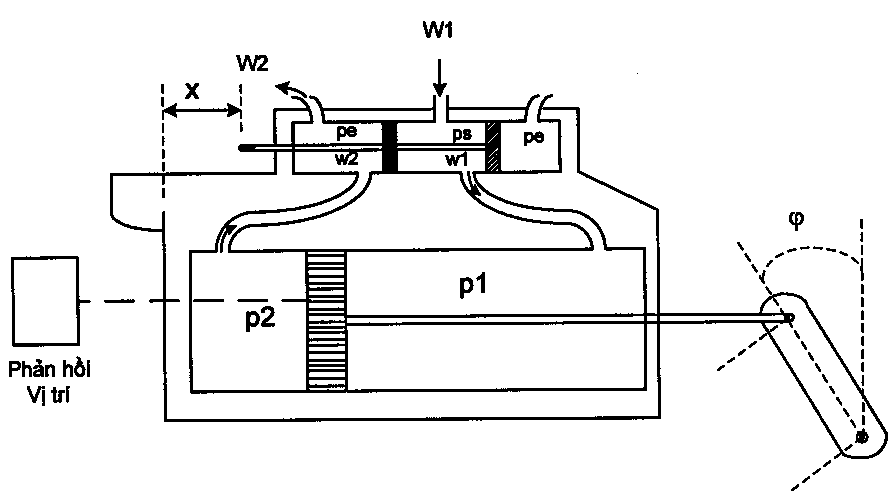 W1
W2
x
pe
ps
pe
w2
w1
φ
p1
p2
Phản hồi
Vị trí